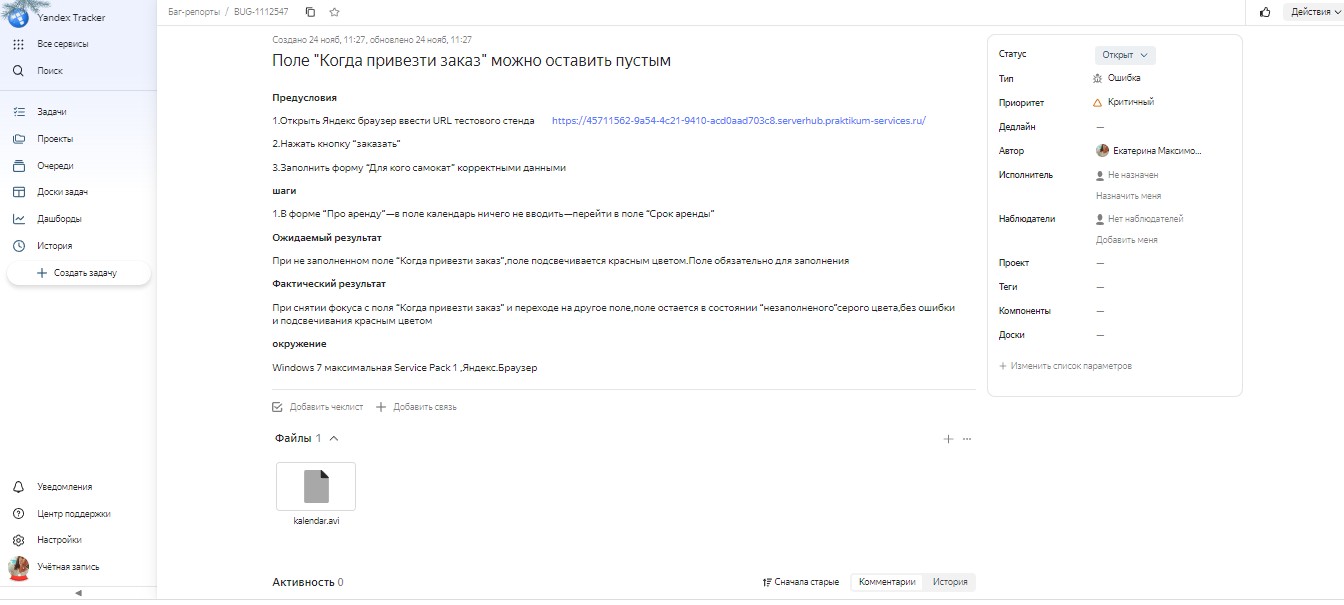 Yandex Tracker
Все сервисы
Поиск
Задачи
Проекты
Очереди
Доски задач
Дашборды
История
Создать задачу
Уведомления
Центр поддержки
Настройки
Учётная запись
Баг-репорты / BUG-1112547
Действия
Создано 24 нояб, 11:27, обновлено 24 нояб, 11:27
Поле "Когда привезти заказ" можно оставить пустым
Предусловия
1.Открыть Яндекс браузер ввести URL тестового стенда https://45711562-9a54-4c21-9410-acd0aad703c8.serverhub.praktikum-services.ru/
2.Нажать кнопку "заказать"
3.Заполнить форму "Для кого самокат" корректными данными
шаги
1.В форме "Про аренду"—в поле календарь ничего не вводить—перейти в поле "Срок аренды"
Ожидаемый результат
При не заполненном поле "Когда привезти заказ",поле подсвечивается красным цветом.Поле обязательно для заполнения
Фактический результат
При снятии фокуса с поля "Когда привезти заказ" и переходе на другое поле,поле остается в состоянии "незаполненого"серого цвета,без ошибки
и подсвечивания красным цветом
окружение
Windows 7 максимальная Service Pack 1 ,Яндекс.Браузер
Добавить чеклист
Добавить связь
Файлы 1
kalendar.avi
Активность 0
Сначала старые
Комментарии
История
Статус Открыт
Тип Ошибка
Приоритет Критичный
Дедлайн —
Автор Екатерина Максимо...
Исполнитель Не назначен
Назначить меня
Наблюдатели Нет наблюдателей
Добавить меня
Проект —
Теги —
Компоненты —
Доски —
Изменить список параметров